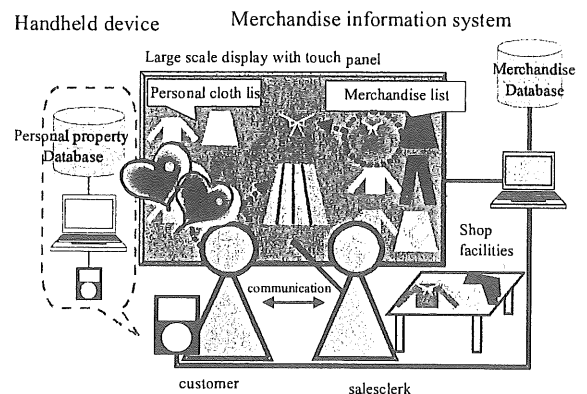 Handheld device
Merchandise information system
Large scale display with touch panel
Personal cloth lis
Merchandise list
Merchandise
Database
Personal property
Database
Shop
facilities
communication
customer
salesclerk